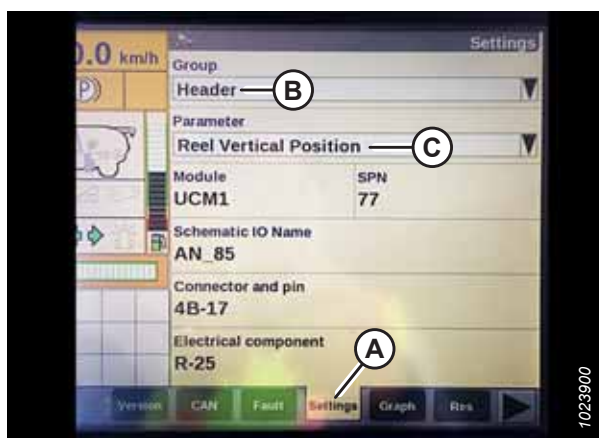 0.0 km/h
Settings
Group
Header
B
(P)
Parameter
Reel Vertical Position
C
Module SPN
UCM1 77
Schematic IO Name
AN_85
Connector and pin
4B-17
Electrical component
R-25
A
Version CAN Fault Settings Graph Res
1023900